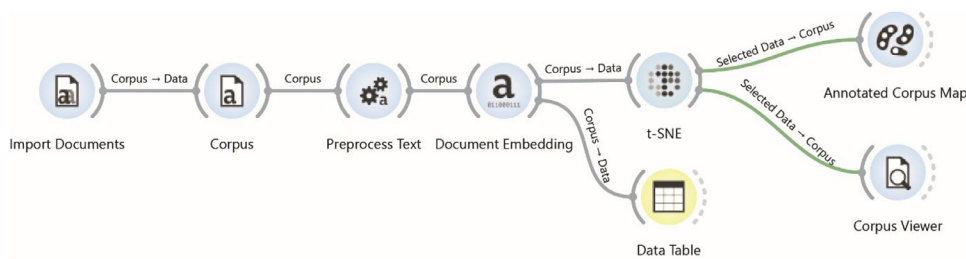 Import Documents
Corpus → Data
a
Corpus
Corpus
a
Preprocess Text
Corpus
a
011000111
Document Embedding
Corpus → Data
Corpus → Data
t-SNE
Data Table
Selected Data → Corpus
Selected Data → Corpus
Annotated Corpus Map
Corpus Viewer